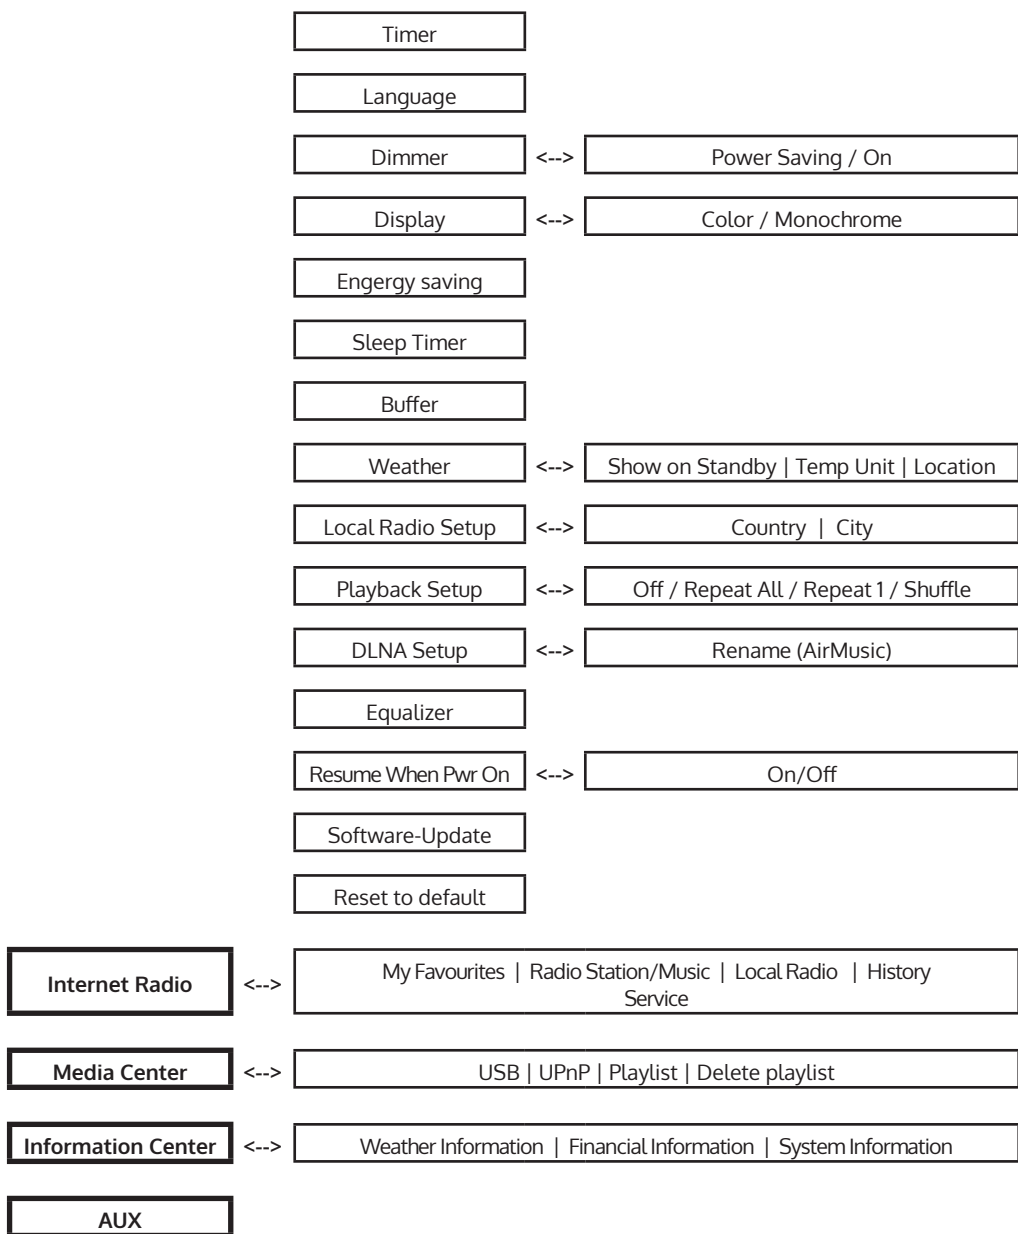 Timer
Language
Dimmer <--> Power Saving / On
Display <--> Color / Monochrome
Engergy saving
Sleep Timer
Buffer
Weather <--> Show on Standby | Temp Unit | Location
Local Radio Setup <--> Country | City
Playback Setup <--> Off / Repeat All / Repeat 1 / Shuffle
DLNA Setup <--> Rename (AirMusic)
Equalizer
Resume When Pwr On <--> On/Off
Software-Update
Reset to default
Internet Radio <--> My Favourites | Radio Station/Music | Local Radio | History
Service
Media Center <--> USB | UPnP | Playlist | Delete playlist
Information Center <--> Weather Information | Financial Information | System Information
AUX